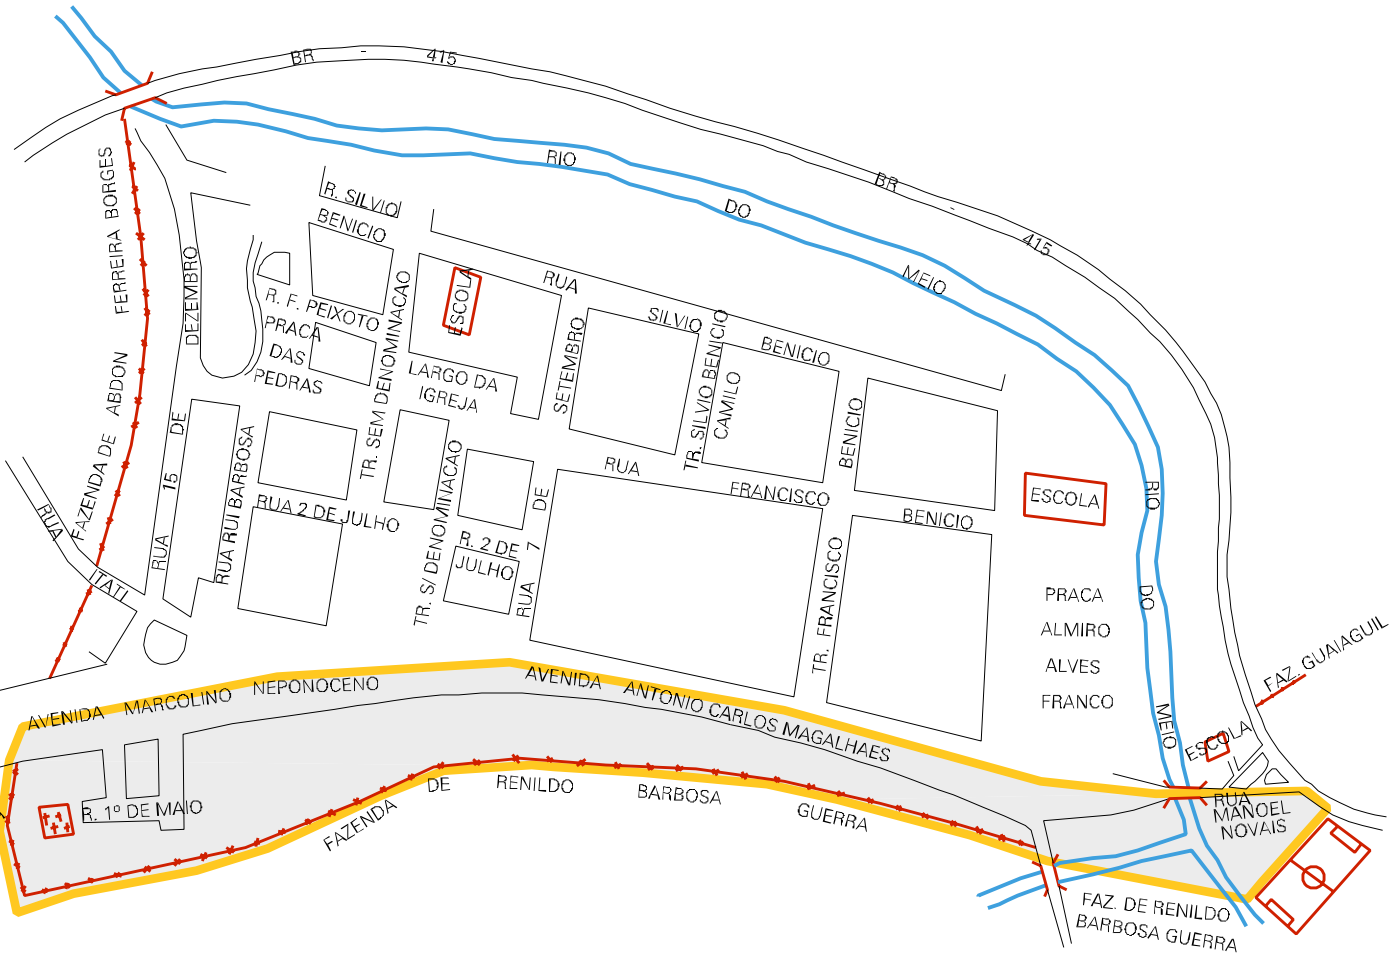 BR - 415
RIO DO MEIO
BR - 415
FAZENDA DE ABDON FERREIRA BORGES
R. SILVIO
BENICIO
RUA SILVIO BENICIO
DEZEMBRO
ESCOLA
R. F. PEIXOTO
PRACA
DAS
PEDRAS
TR. SEM DENOMINACAO
LARGO DA
IGREJA
SETEMBRO
TR. SILVIO BENICIO
CAMILO
BENICIO
RUA 15 DE
RUA RUI BARBOSA
RUA FRANCISCO BENICIO
ESCOLA
RIO DO MEIO
RUA ITATI
RUA 2 DE JULHO
TR. S/ DENOMINACAO
R. 2 DE
JULHO
RUA 7 DE
TR. FRANCISCO
PRACA
ALMIRO
ALVES
FRANCO
FAZ. GUAIAGUIL
AVENIDA MARCOLINO NEPONOCENO
AVENIDA ANTONIO CARLOS MAGALHAES
ESCOLA
R. 1º DE MAIO
FAZENDA DE RENILDO BARBOSA GUERRA
RUA
MANOEL
NOVAIS
FAZ. DE RENILDO
BARBOSA GUERRA